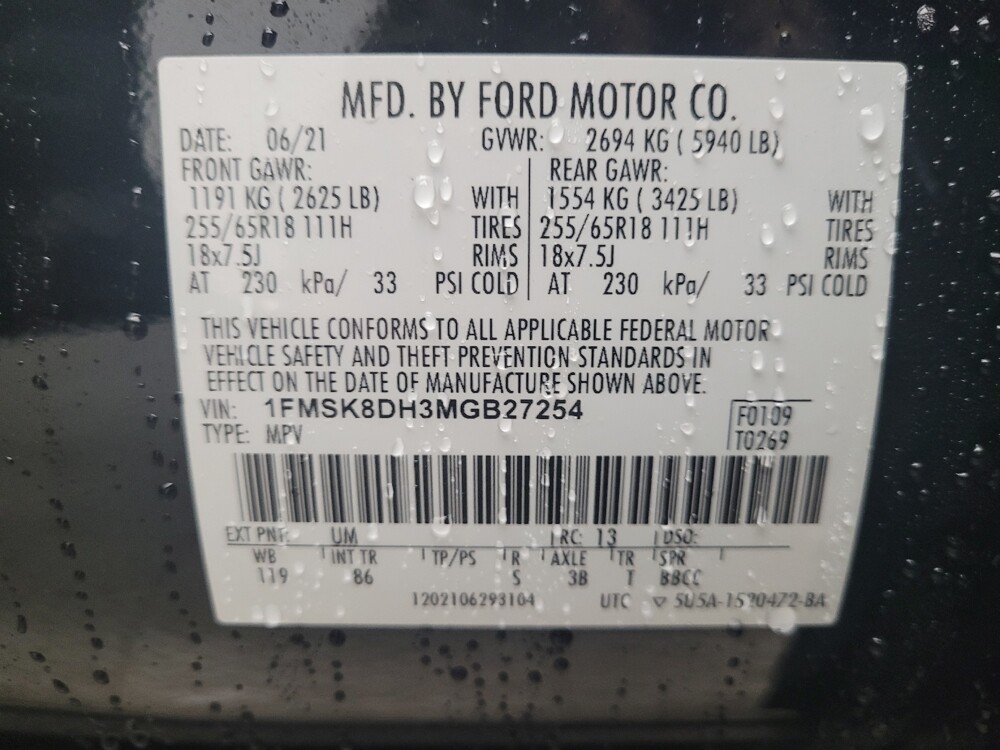 MFD. BY FORD MOTOR CO.
DATE: 06/21 GVWR: 2694 KG ( 5940 LB)
FRONT GAWR: REAR GAWR:
1191 KG ( 2625 LB) WITH 1554 KG ( 3425 LB) WITH
255/65R18 111H TIRES 255/65R18 111H TIRES
18x7.5J RIMS 18x7.5J RIMS
AT 230 kPa/ 33 PSI COLD AT 230 kPa/ 33 PSI COLD
THIS VEHICLE CONFORMS TO ALL APPLICABLE FEDERAL MOTOR
VEHICLE SAFETY AND THEFT PREVENTION STANDARDS IN
EFFECT ON THE DATE OF MANUFACTURE SHOWN ABOVE.
VIN: 1FMSK8DH3MGB27254 F0109
TYPE: MPV T0269
EXT PNT: UM RC: 13 DSO:
WB INT TR TP/PS R AXLE TR SPR
119 86 S 3B T BBCC
1202106293104 UTC ▽ 5U5A-1520472-BA